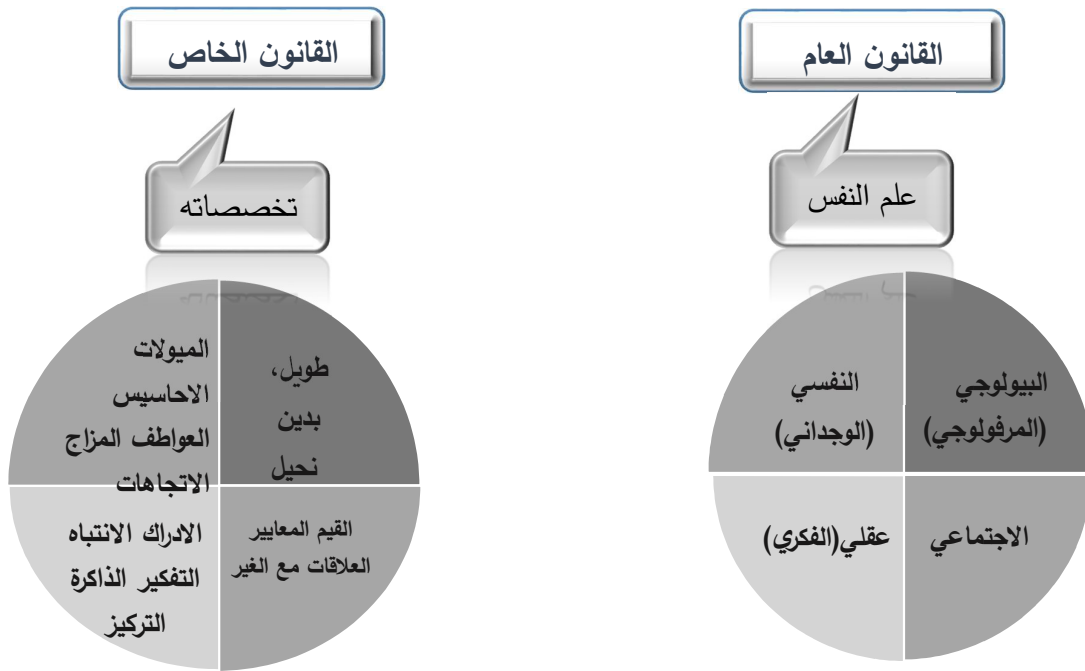 القانون العام
القانون الخاص
علم النفس
تخصصاته
البيولوجي
(المرفولوجي)
النفسي
(الوجداني)
الاجتماعي
عقلي(الفكري)
طويل،
بدين
نحيل
الميولات
الاحاسيس
العواطف المزاج
الاتجاهات
القيم المعايير
العلاقات مع الغير
الادراك الانتباه
التفكير الذاكرة
التركيز